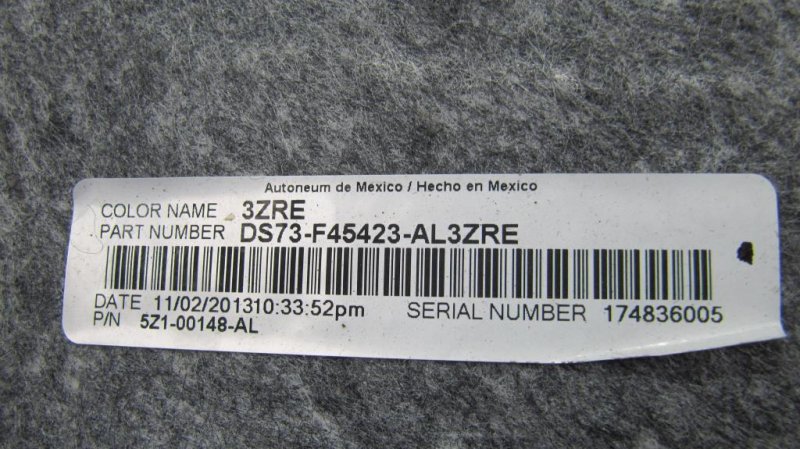 Autoneum de Mexico / Hecho en Mexico
COLOR NAME 3ZRE
PART NUMBER DS73-F45423-AL3ZRE
DATE 11/02/201310:33:52pm SERIAL NUMBER 174836005
P/N 5Z1-00148-AL